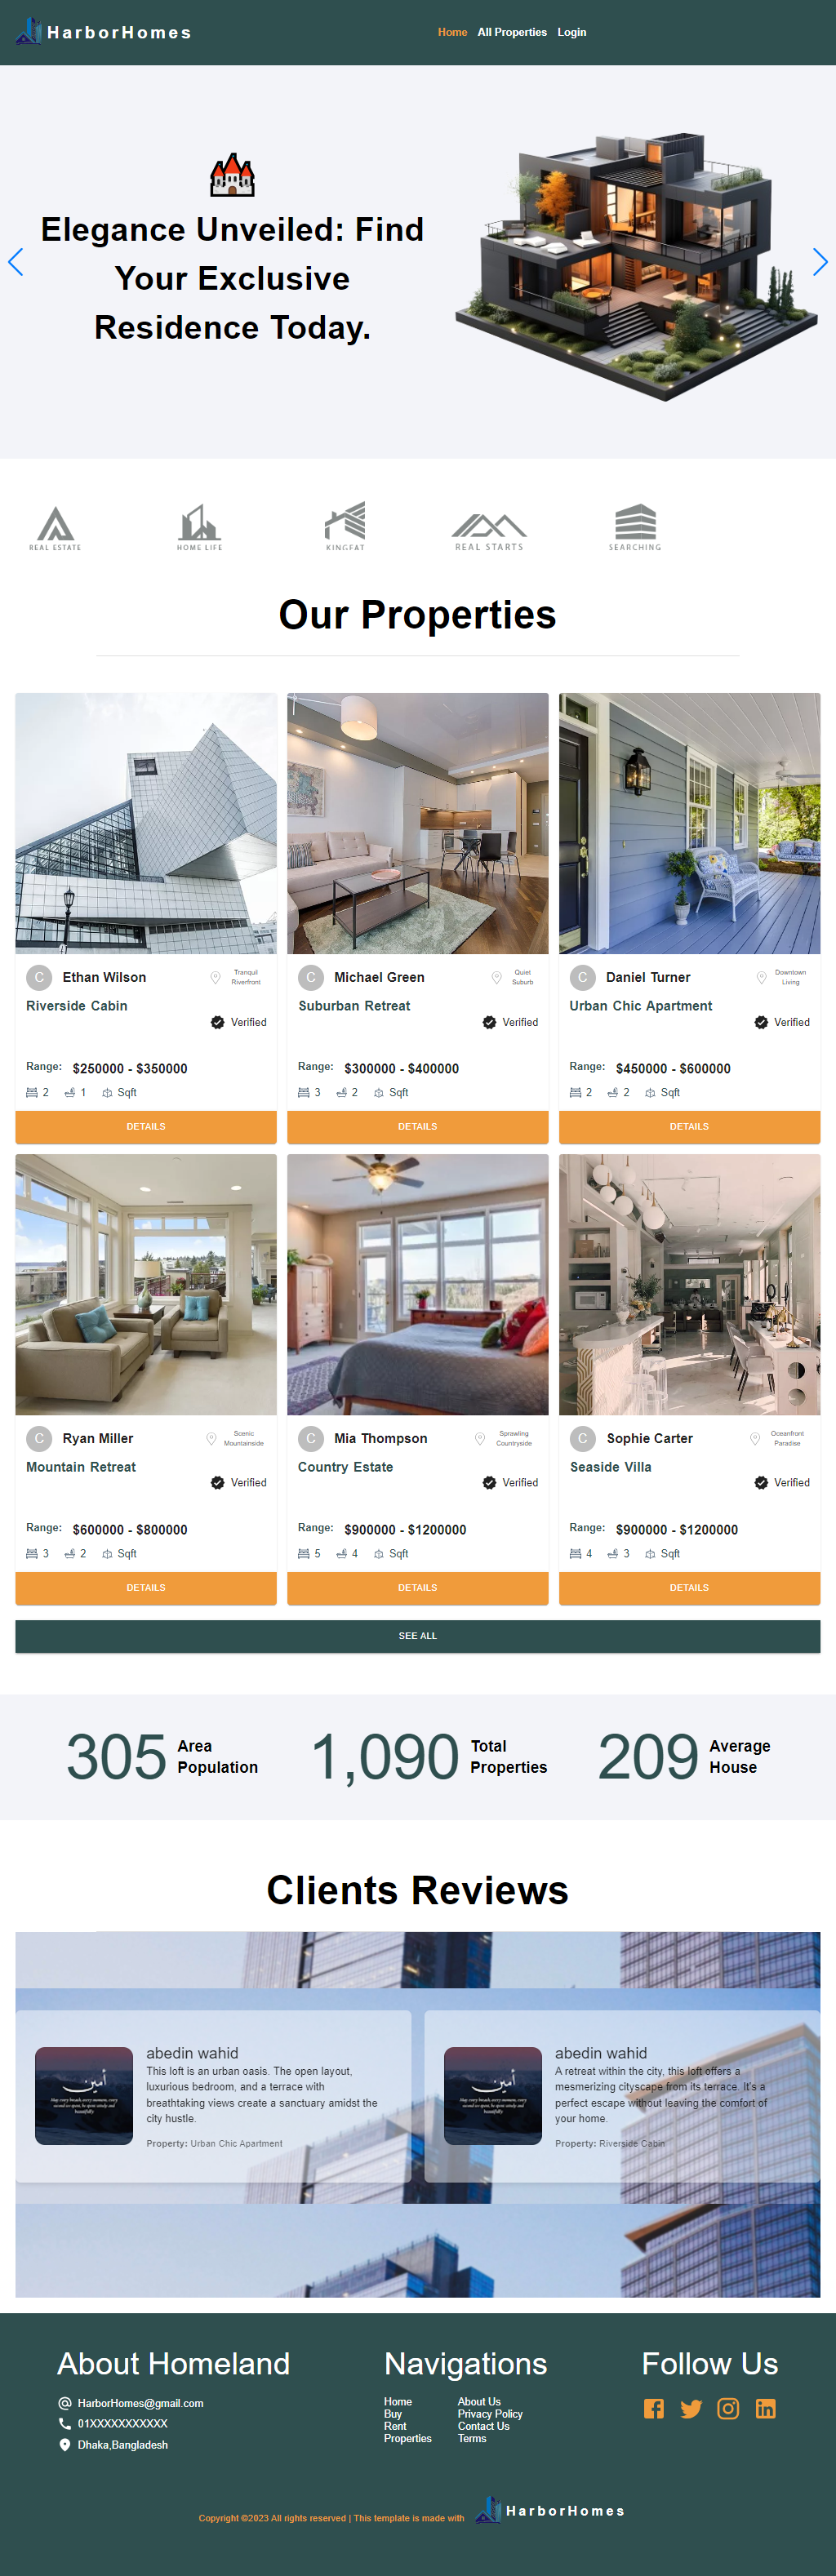 HarborHomes
Home All Properties Login
Elegance Unveiled: Find
Your Exclusive
Residence Today.
REAL ESTATE
HOME LIFE
KINGFAT
REAL STARTS
SEARCHING
Our Properties
C Ethan Wilson
Tranquil
Riverfront
Riverside Cabin
Verified
Range: $250000 - $350000
2 1 Sqft
DETAILS
C Michael Green
Quiet
Suburb
Suburban Retreat
Verified
Range: $300000 - $400000
3 2 Sqft
DETAILS
C Daniel Turner
Downtown
Living
Urban Chic Apartment
Verified
Range: $450000 - $600000
2 2 Sqft
DETAILS
C Ryan Miller
Scenic
Mountainside
Mountain Retreat
Verified
Range: $600000 - $800000
3 2 Sqft
DETAILS
C Mia Thompson
Sprawling
Countryside
Country Estate
Verified
Range: $900000 - $1200000
5 4 Sqft
DETAILS
C Sophie Carter
Oceanfront
Paradise
Seaside Villa
Verified
Range: $900000 - $1200000
4 3 Sqft
DETAILS
SEE ALL
305 Area
Population
1,090 Total
Properties
209 Average
House
Clients Reviews
آمين
abedin wahid
This loft is an urban oasis. The open layout,
luxurious bedroom, and a terrace with
breathtaking views create a sanctuary amidst the
city hustle.
Property: Urban Chic Apartment
آمين
abedin wahid
A retreat within the city, this loft offers a
mesmerizing cityscape from its terrace. It's a
perfect escape without leaving the comfort of
your home.
Property: Riverside Cabin
About Homeland
HarborHomes@gmail.com
01XXXXXXXXXXX
Dhaka,Bangladesh
Navigations
Home
Buy
Rent
Properties
About Us
Privacy Policy
Contact Us
Terms
Follow Us
Copyright ©2023 All rights reserved | This template is made with
HarborHomes